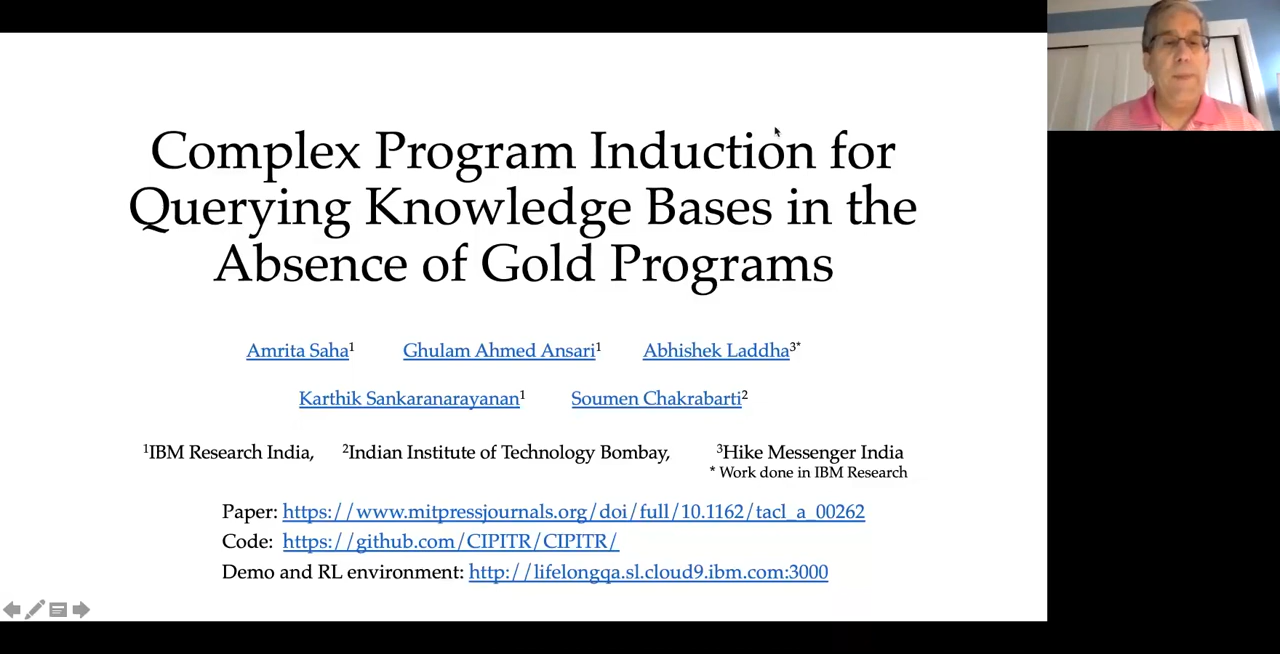 Complex Program Induction for
Querying Knowledge Bases in the
Absence of Gold Programs
Amrita Saha¹ Ghulam Ahmed Ansari¹ Abhishek Laddha³*
Karthik Sankaranarayanan¹ Soumen Chakrabarti²
¹IBM Research India, ²Indian Institute of Technology Bombay, ³Hike Messenger India
* Work done in IBM Research
Paper: https://www.mitpressjournals.org/doi/full/10.1162/tacl_a_00262
Code: https://github.com/CIPITR/CIPITR/
Demo and RL environment: http://lifelongqa.sl.cloud9.ibm.com:3000